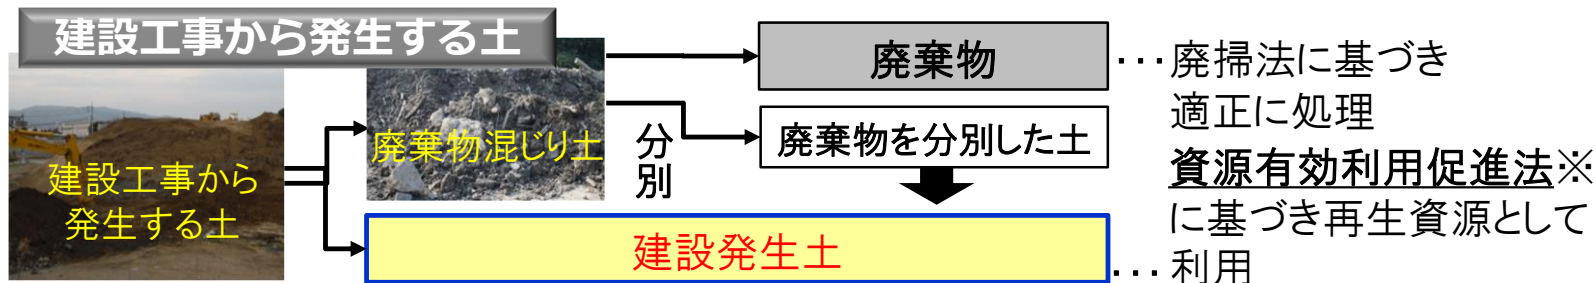 建設工事から発生する土
建設工事から
発生する土
廃棄物混じり土
分
別
廃棄物
廃棄物を分別した土
建設発生土
･･･廃掃法に基づき
適正に処理
資源有効利用促進法※
に基づき再生資源として
･･･利用